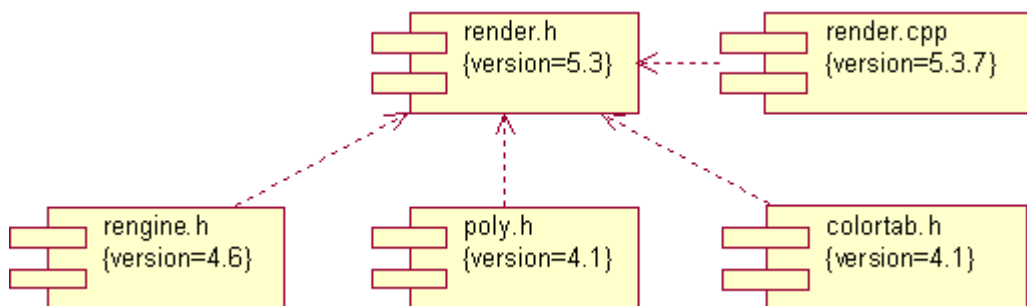 render.h
{version=5.3}
render.cpp
{version=5.3.7}
rengine.h
{version=4.6}
poly.h
{version=4.1}
colortab.h
{version=4.1}